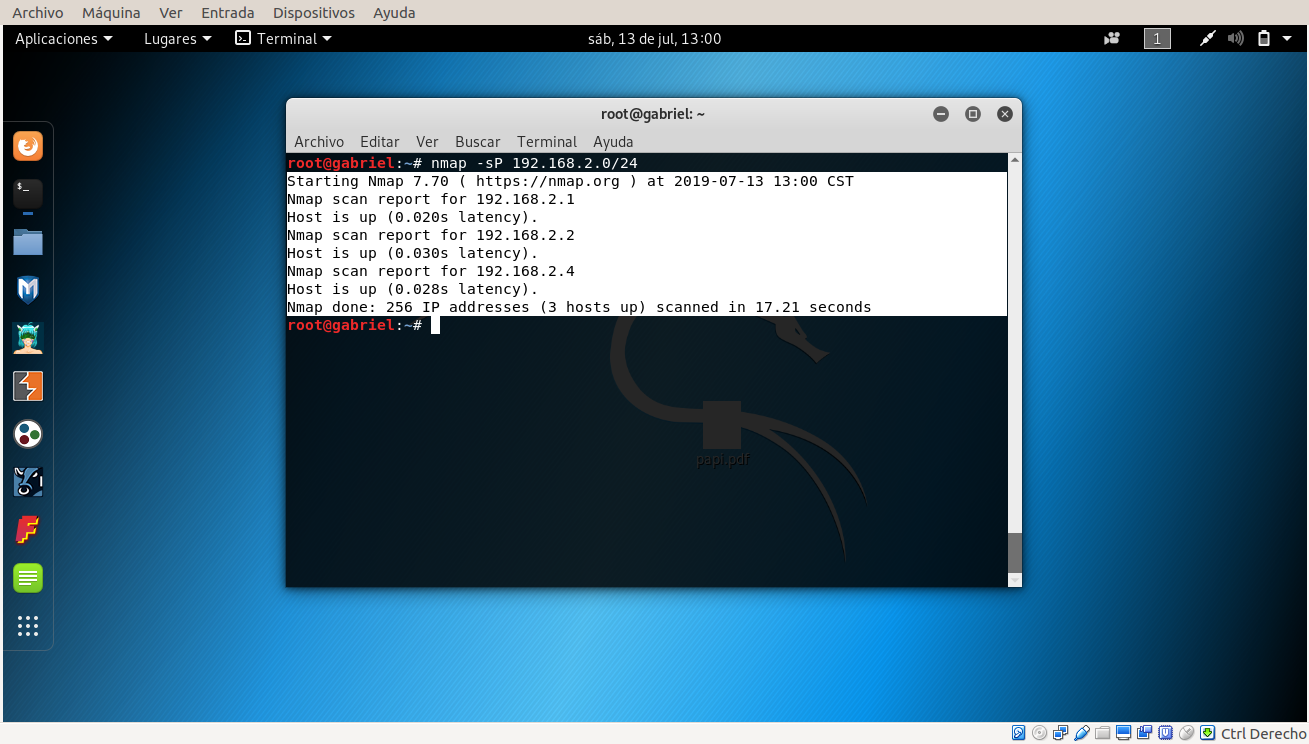 Archivo Máquina Ver Entrada Dispositivos Ayuda
Aplicaciones Lugares Terminal sáb, 13 de jul, 13:00 1
root@gabriel: ~
Archivo Editar Ver Buscar Terminal Ayuda
root@gabriel:~# nmap -sP 192.168.2.0/24
Starting Nmap 7.70 ( https://nmap.org ) at 2019-07-13 13:00 CST
Nmap scan report for 192.168.2.1
Host is up (0.020s latency).
Nmap scan report for 192.168.2.2
Host is up (0.030s latency).
Nmap scan report for 192.168.2.4
Host is up (0.028s latency).
Nmap done: 256 IP addresses (3 hosts up) scanned in 17.21 seconds
root@gabriel:~#
papi.pdf
Ctrl Derecho